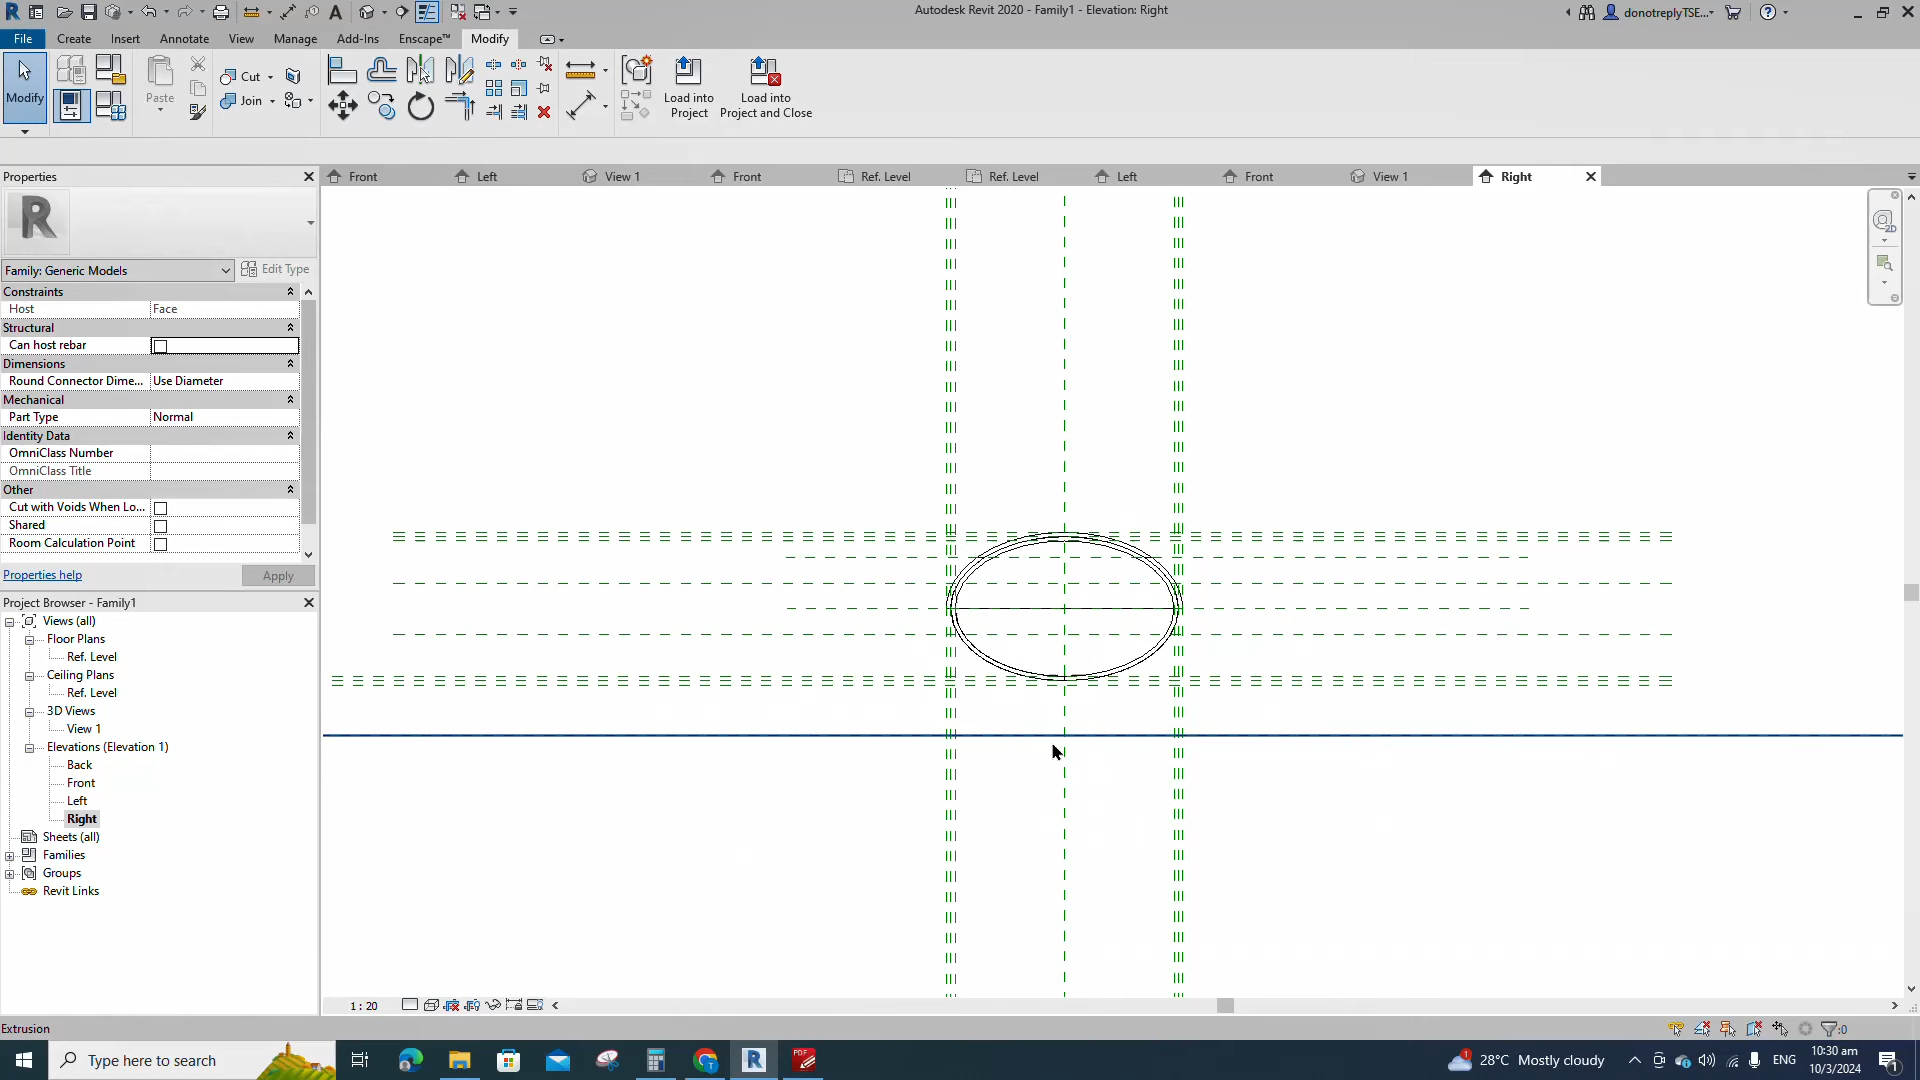 Autodesk Revit 2020 - Family1 - Elevation: Right
donotreplyTSE...
File
Create
Insert
Annotate
View
Manage
Add-Ins
Enscape™
Modify
Modify
Paste
Cut
Join
Load into
Project
Load into
Project and Close
Properties
Front
Left
View 1
Front
Ref. Level
Ref. Level
Left
Front
View 1
Right
Family: Generic Models
Edit Type
Constraints
Host Face
Structural
Can host rebar
Dimensions
Round Connector Dime... Use Diameter
Mechanical
Part Type Normal
Identity Data
OmniClass Number
OmniClass Title
Other
Cut with Voids When Lo...
Shared
Room Calculation Point
Properties help
Apply
Project Browser - Family1
Views (all)
Floor Plans
Ref. Level
Ceiling Plans
Ref. Level
3D Views
View 1
Elevations (Elevation 1)
Back
Front
Left
Right
Sheets (all)
Families
Groups
Revit Links
2D
1 : 20
Extrusion
:0
Type here to search
PDF
1
28°C Mostly cloudy
ENG
10:30 am
10/3/2024
1